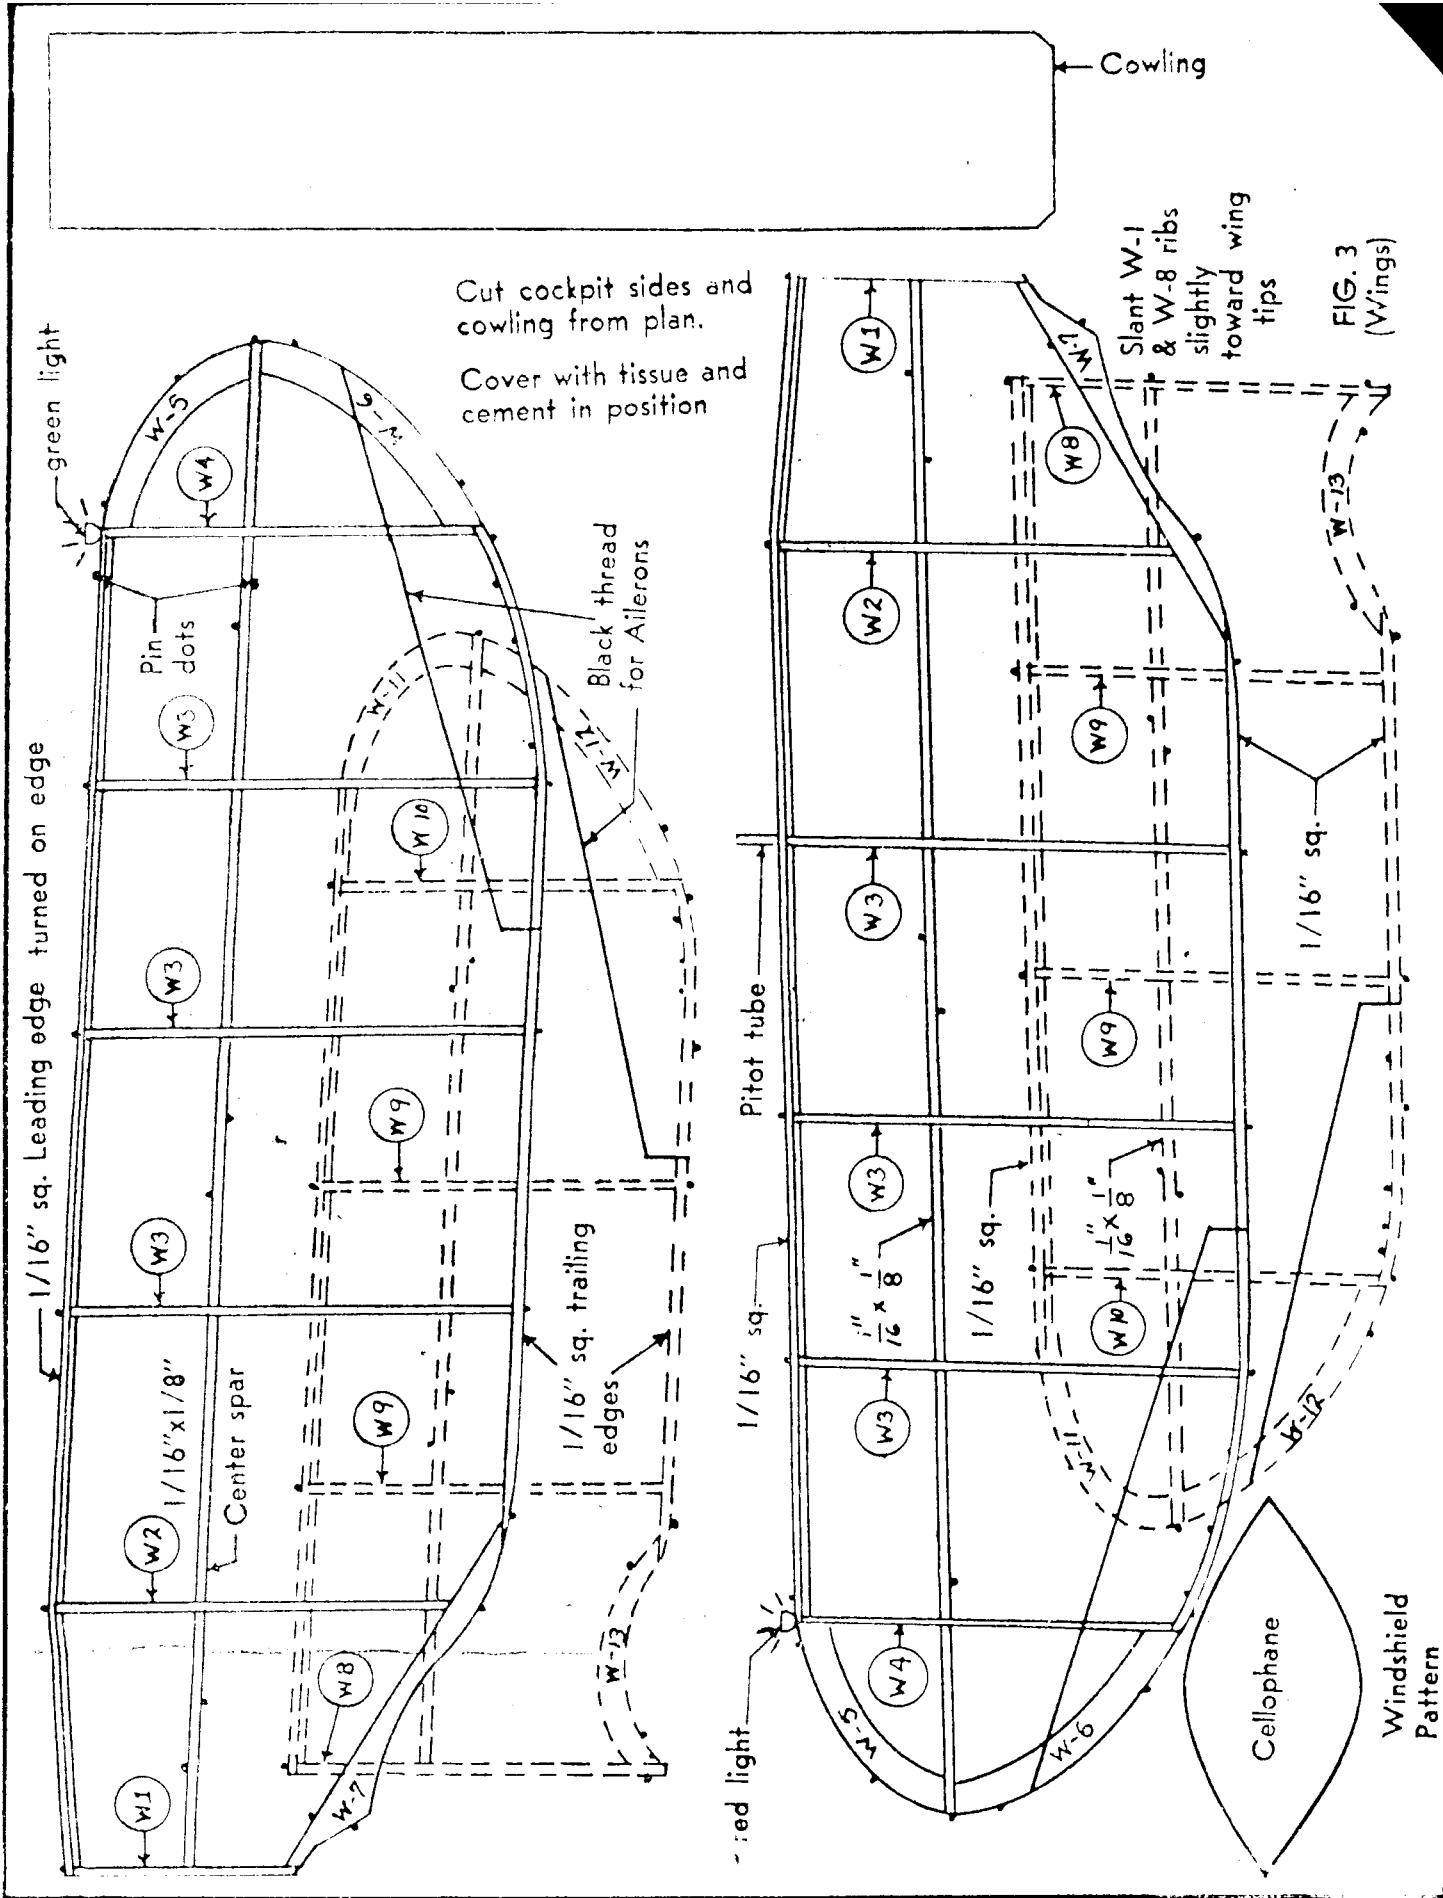 Cowling
green light
Cut cockpit sides and
cowling from plan.
Cover with tissue and
cement in position
W-5
W-6
W4
Pin
dots
Black thread
for Ailerons
W3
W-11
W-12
W10
1/16" sq. Leading edge turned on edge
W3
W9
W3
1/16" sq. trailing
edges
W9
1/16"x1/8"
Center spar
W2
W8
W-13
W1
W-7
Slant W-1
& W-8 ribs
slightly
toward wing
tips
FIG. 3
(Wings)
W1
W-7
W8
W-13
W2
W9
1/16" sq.
W3
Pitot tube
W9
W3
1/16" sq.
1/16" x 1/8"
1/16" sq.
1/16" x 1/8"
W10
W3
W-11
W-12
W4
W-5
W-6
red light
Cellophane
Windshield
Pattern